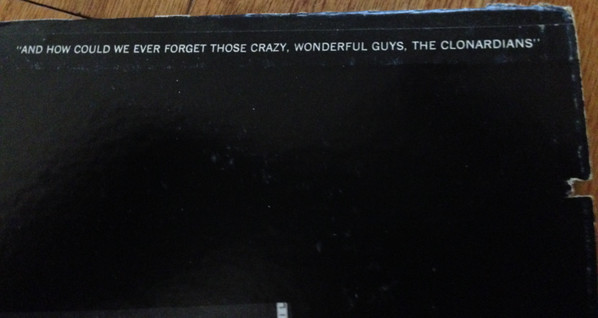 "AND HOW COULD WE EVER FORGET THOSE CRAZY, WONDERFUL GUYS, THE CLONARDIANS"